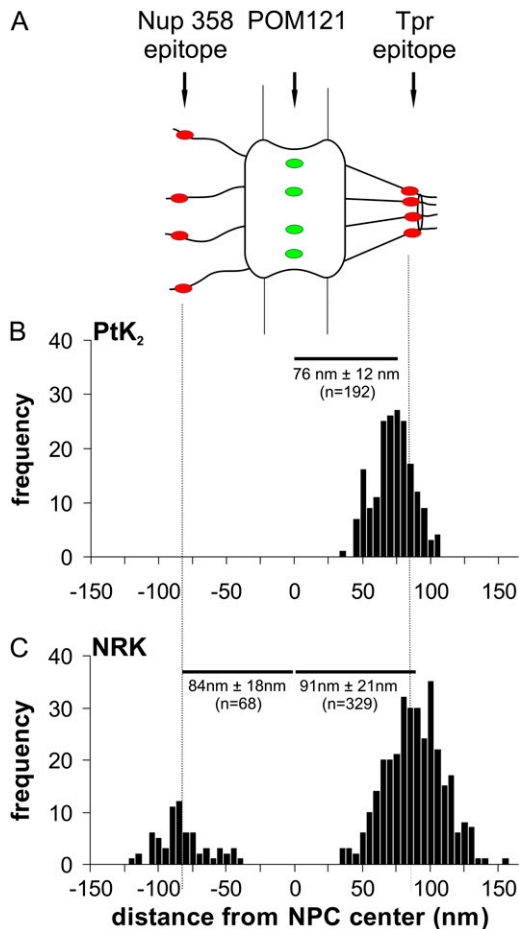 A
Nup 358 epitope
POM121
Tpr epitope
B
PtK₂
40
30
20
10
0
frequency
76 nm ± 12 nm
(n=192)
-150 -100 -50 0 50 100 150
C
NRK
40
30
20
10
0
frequency
84nm ± 18nm
(n=68)
91nm ± 21nm
(n=329)
-150 -100 -50 0 50 100 150
distance from NPC center (nm)